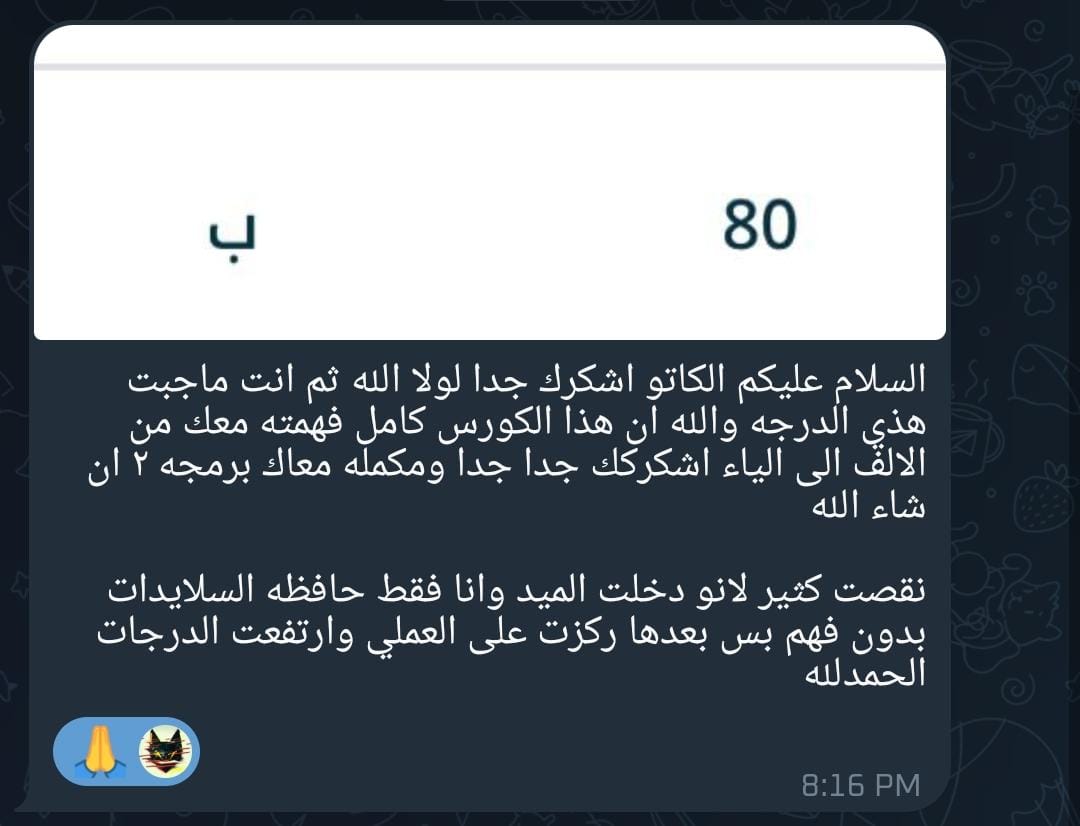 80 ب
السلام عليكم الكاتو اشكرك جدا لولا الله ثم انت ماجبت
هذي الدرجه والله ان هذا الكورس كامل فهمته معك من
الالف الى الياء اشكركك جدا جدا ومكمله معاك برمجه ٢ ان
شاء الله
نقصت كثير لانو دخلت الميد وانا فقط حافظه السلايدات
بدون فهم بس بعدها ركزت على العملي وارتفعت الدرجات
الحمدلله
8:16 PM